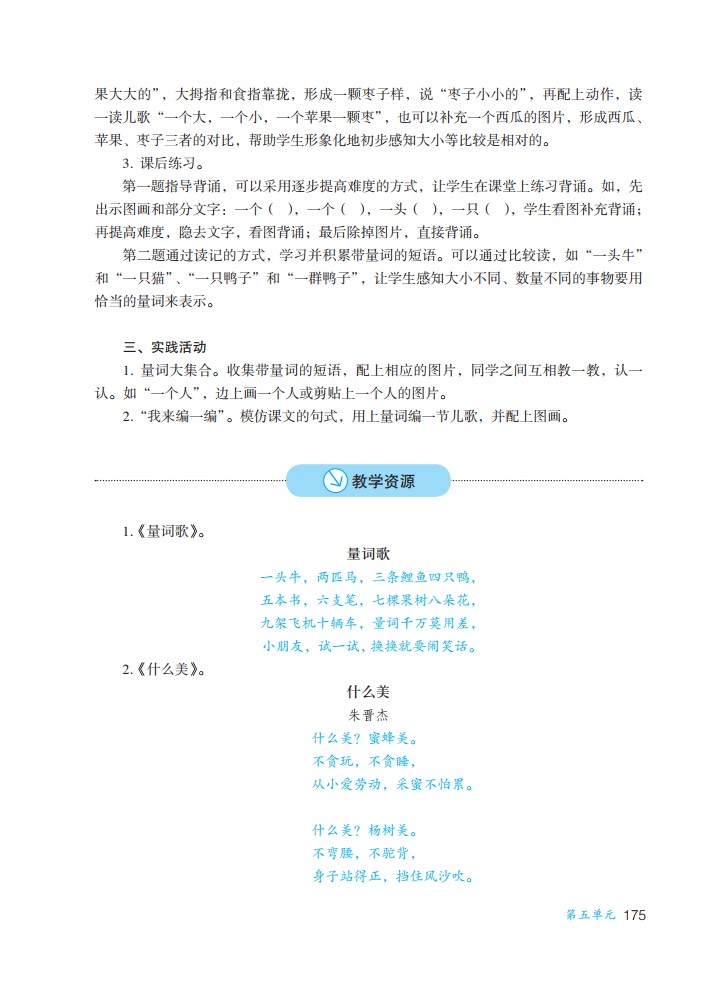 果大大的”，大拇指和食指靠拢，形成一颗枣子样，说“枣子小小的”，再配上动作，读
一读儿歌“一个大，一个小，一个苹果一颗枣”，也可以补充一个西瓜的图片，形成西瓜、
苹果、枣子三者的对比，帮助学生形象化地初步感知大小等比较是相对的。
3. 课后练习。
第一题指导背诵，可以采用逐步提高难度的方式，让学生在课堂上练习背诵。如，先
出示图画和部分文字：一个（ ），一个（ ），一头（ ），一只（ ），学生看图补充背诵；
再提高难度，隐去文字，看图背诵；最后除掉图片，直接背诵。
第二题通过读记的方式，学习并积累带量词的短语。可以通过比较读，如“一头牛”
和“一只猫”、“一只鸭子”和“一群鸭子”，让学生感知大小不同、数量不同的事物要用
恰当的量词来表示。
三、实践活动
1. 量词大集合。收集带量词的短语，配上相应的图片，同学之间互相教一教，认一
认。如“一个人”，边上画一个人或剪贴上一个人的图片。
2. “我来编一编”。模仿课文的句式，用上量词编一节儿歌，并配上图画。
教学资源
1.《量词歌》。
量词歌
一头牛，两匹马，三条鲤鱼四只鸭，
五本书，六支笔，七棵果树八朵花，
九架飞机十辆车，量词千万莫用差，
小朋友，试一试，换换就要闹笑话。
2.《什么美》。
什么美
朱晋杰
什么美？蜜蜂美。
不贪玩，不贪睡，
从小爱劳动，采蜜不怕累。
什么美？杨树美。
不弯腰，不驼背，
身子站得正，挡住风沙吹。
第五单元 175